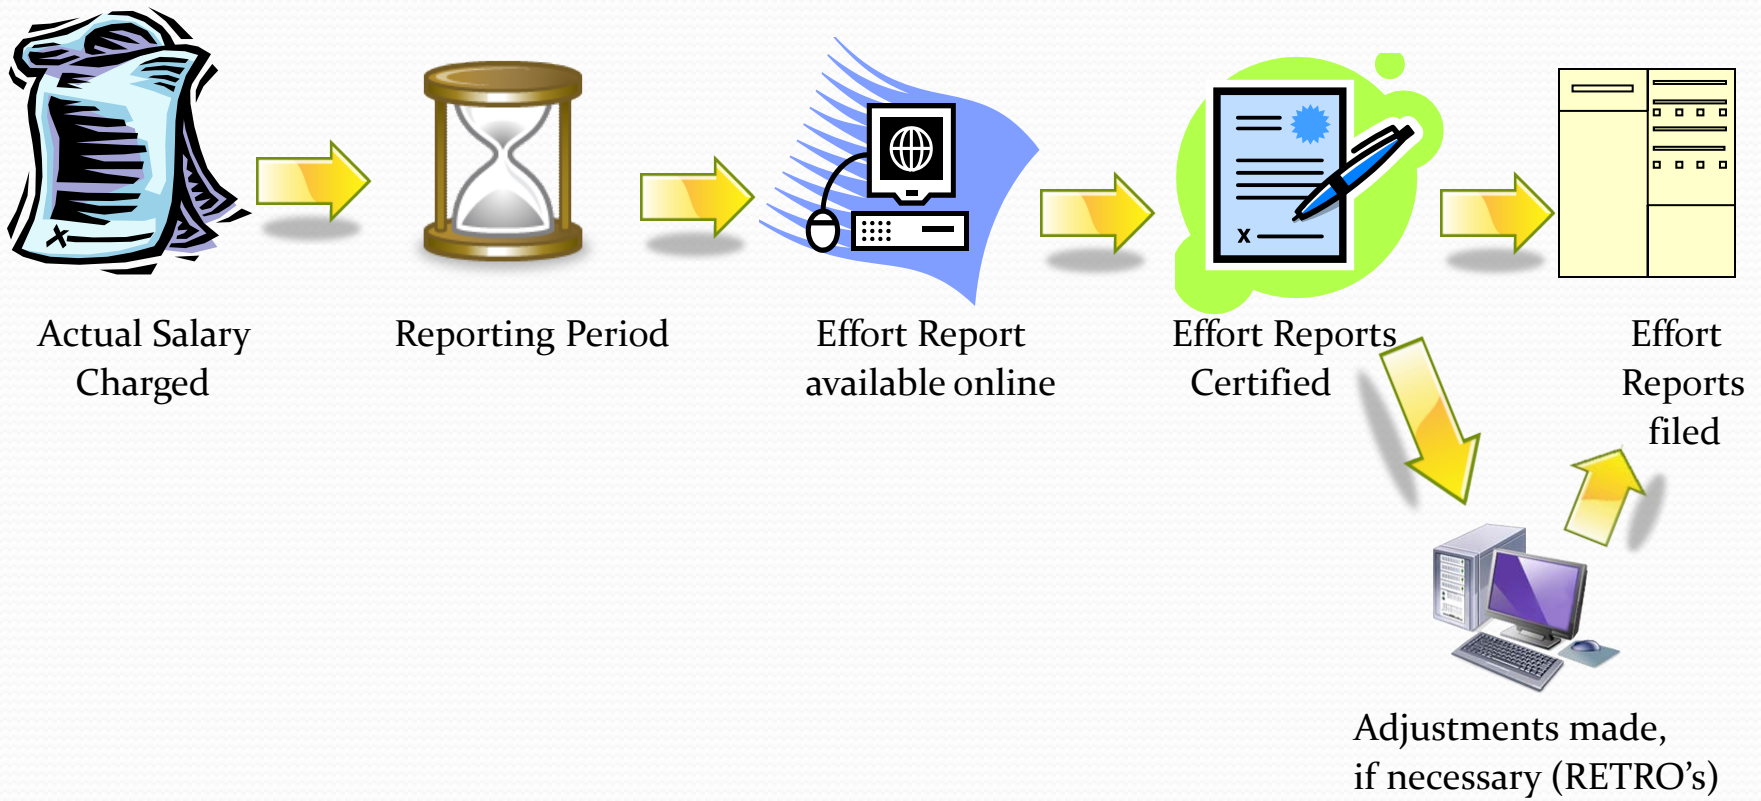 Actual Salary
Charged
Reporting Period
Effort Report
available online
X
Effort Reports
Certified
Effort
Reports
filed
Adjustments made,
if necessary (RETRO's)